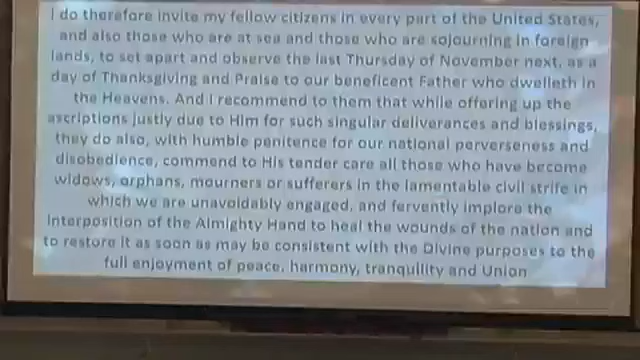 I do therefore invite my fellow citizens in every part of the United States,
and also those who are at sea and those who are sojourning in foreign
lands, to set apart and observe the last Thursday of November next, as a
day of Thanksgiving and Praise to our beneficent Father who dwelleth in
the Heavens. And I recommend to them that while offering up the
ascriptions justly due to Him for such singular deliverances and blessings,
they do also, with humble penitence for our national perverseness and
disobedience, commend to His tender care all those who have become
widows, orphans, mourners or sufferers in the lamentable civil strife in
which we are unavoidably engaged, and fervently implore the
Interposition of the Almighty Hand to heal the wounds of the nation and
to restore it as soon as may be consistent with the Divine purposes to the
full enjoyment of peace, harmony, tranquility and Union